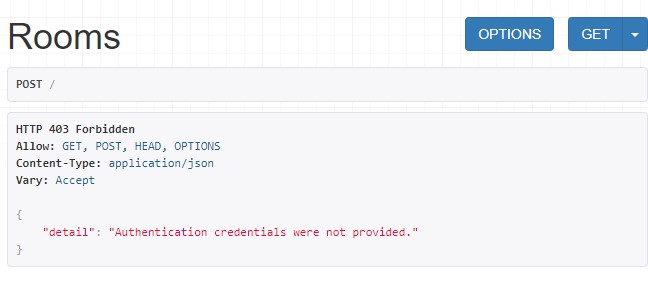 Rooms
OPTIONS
GET
POST /
HTTP 403 Forbidden
Allow: GET, POST, HEAD, OPTIONS
Content-Type: application/json
Vary: Accept
{
    "detail": "Authentication credentials were not provided."
}